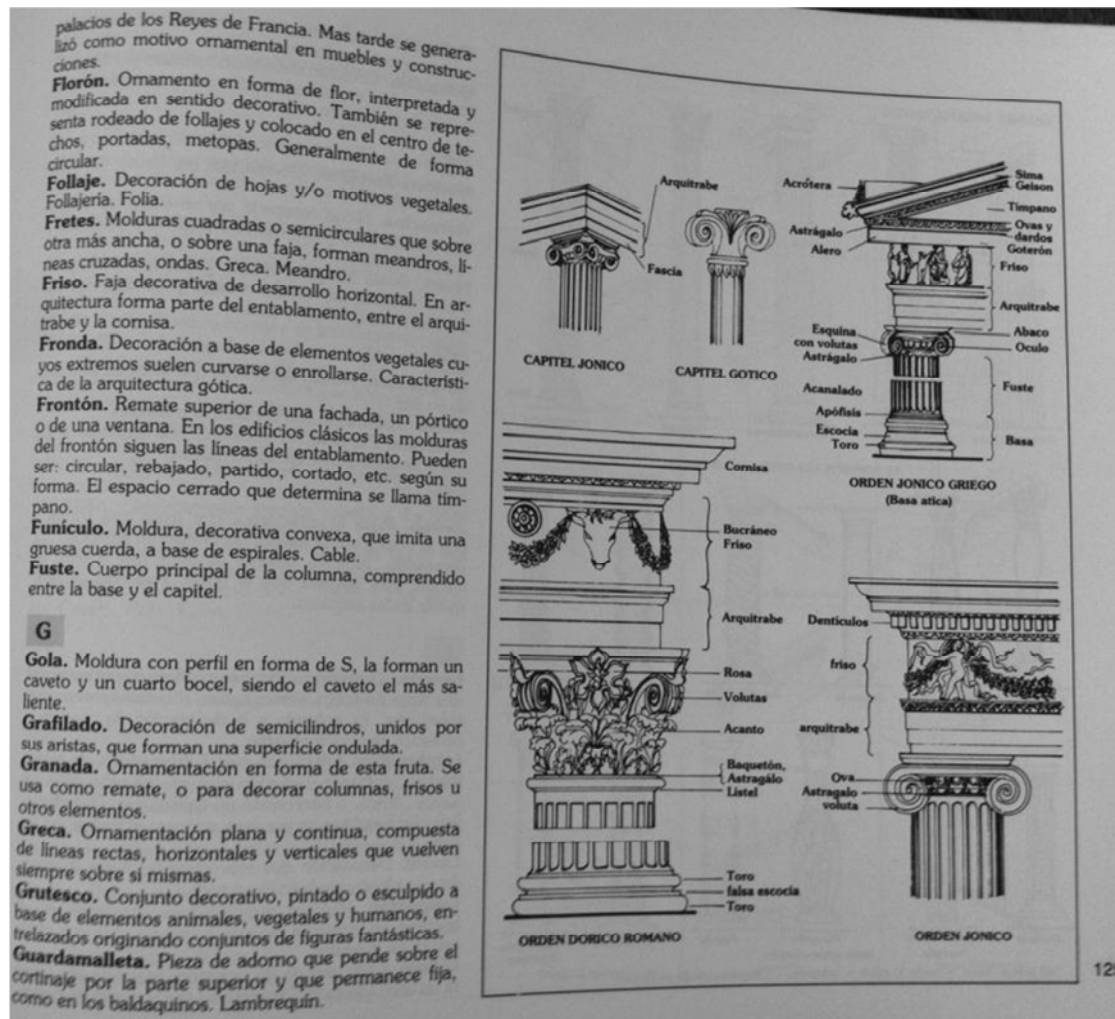 palacios de los Reyes de Francia. Mas tarde se genera-
lizó como motivo ornamental en muebles y construc-
ciones.
Florón. Ornamento en forma de flor, interpretada y
modificada en sentido decorativo. También se repre-
senta rodeado de follajes y colocado en el centro de te-
chos, portadas, metopas. Generalmente de forma
circular.
Follaje. Decoración de hojas y/o motivos vegetales.
Follajería. Folia.
Fretes. Molduras cuadradas o semicirculares que sobre
otra más ancha, o sobre una faja, forman meandros, lí-
neas cruzadas, ondas. Greca. Meandro.
Friso. Faja decorativa de desarrollo horizontal. En ar-
quitectura forma parte del entablamento, entre el arqui-
trabe y la cornisa.
Fronda. Decoración a base de elementos vegetales cu-
yos extremos suelen curvarse o enrollarse. Característi-
ca de la arquitectura gótica.
Frontón. Remate superior de una fachada, un pórtico
o de una ventana. En los edificios clásicos las molduras
del frontón siguen las líneas del entablamento. Pueden
ser: circular, rebajado, partido, cortado, etc. según su
forma. El espacio cerrado que determina se llama tím-
pano.
Funículo. Moldura, decorativa convexa, que imita una
gruesa cuerda, a base de espirales. Cable.
Fuste. Cuerpo principal de la columna, comprendido
entre la base y el capitel.
G
Gola. Moldura con perfil en forma de S, la forman un
caveto y un cuarto bocel, siendo el caveto el más sa-
liente.
Grafilado. Decoración de semicilindros, unidos por
sus aristas, que forman una superficie ondulada.
Granada. Ornamentación en forma de esta fruta. Se
usa como remate, o para decorar columnas, frisos u
otros elementos.
Greca. Ornamentación plana y continua, compuesta
de líneas rectas, horizontales y verticales que vuelven
siempre sobre si mismas.
Grutesco. Conjunto decorativo, pintado o esculpido a
base de elementos animales, vegetales y humanos, en-
trelazados originando conjuntos de figuras fantásticas.
Guardamalleta. Pieza de adorno que pende sobre el
cortinaje por la parte superior y que permanece fija,
como en los baldaquinos. Lambrequín.
Arquitrabe
Fascia
CAPITEL JONICO
CAPITEL GOTICO
Acrótera
Astrágalo
Alero
Esquina
con volutas
Astrágalo
Acanalado
Apófisis
Escocia
Toro
Sima
Geison
Timpano
Ovas y
dardos
Goterón
Friso
Arquitrabe
Abaco
Oculo
Fuste
Basa
ORDEN JONICO GRIEGO
(Basa atica)
Cornisa
Bucráneo
Friso
Arquitrabe
Rosa
Volutas
Acanto
Baquetón,
Astragálo
Listel
Toro
falsa escocia
Toro
ORDEN DORICO ROMANO
Dentículos
friso
arquitrabe
Ova
Astragalo
voluta
ORDEN JONICO